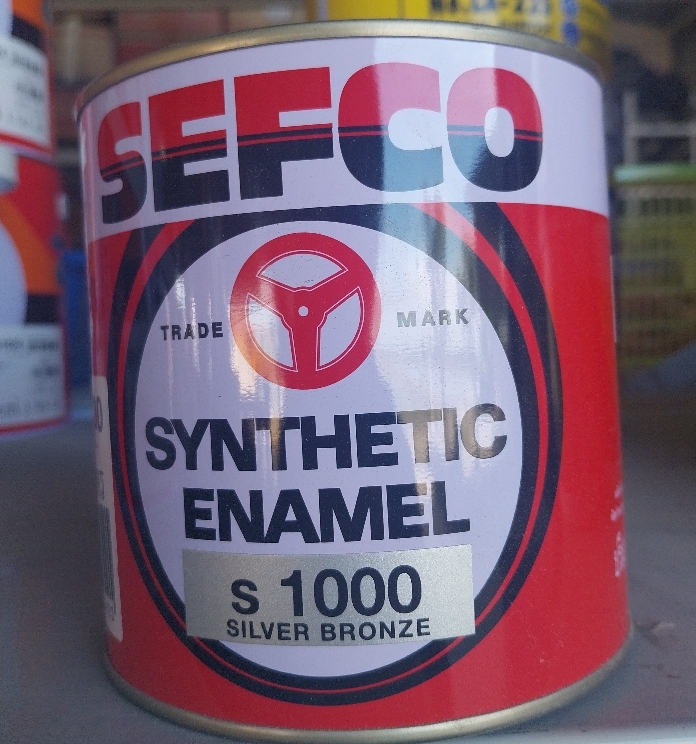 SEFCO
TRADE MARK
SYNTHETIC
ENAMEL
S 1000
SILVER BRONZE